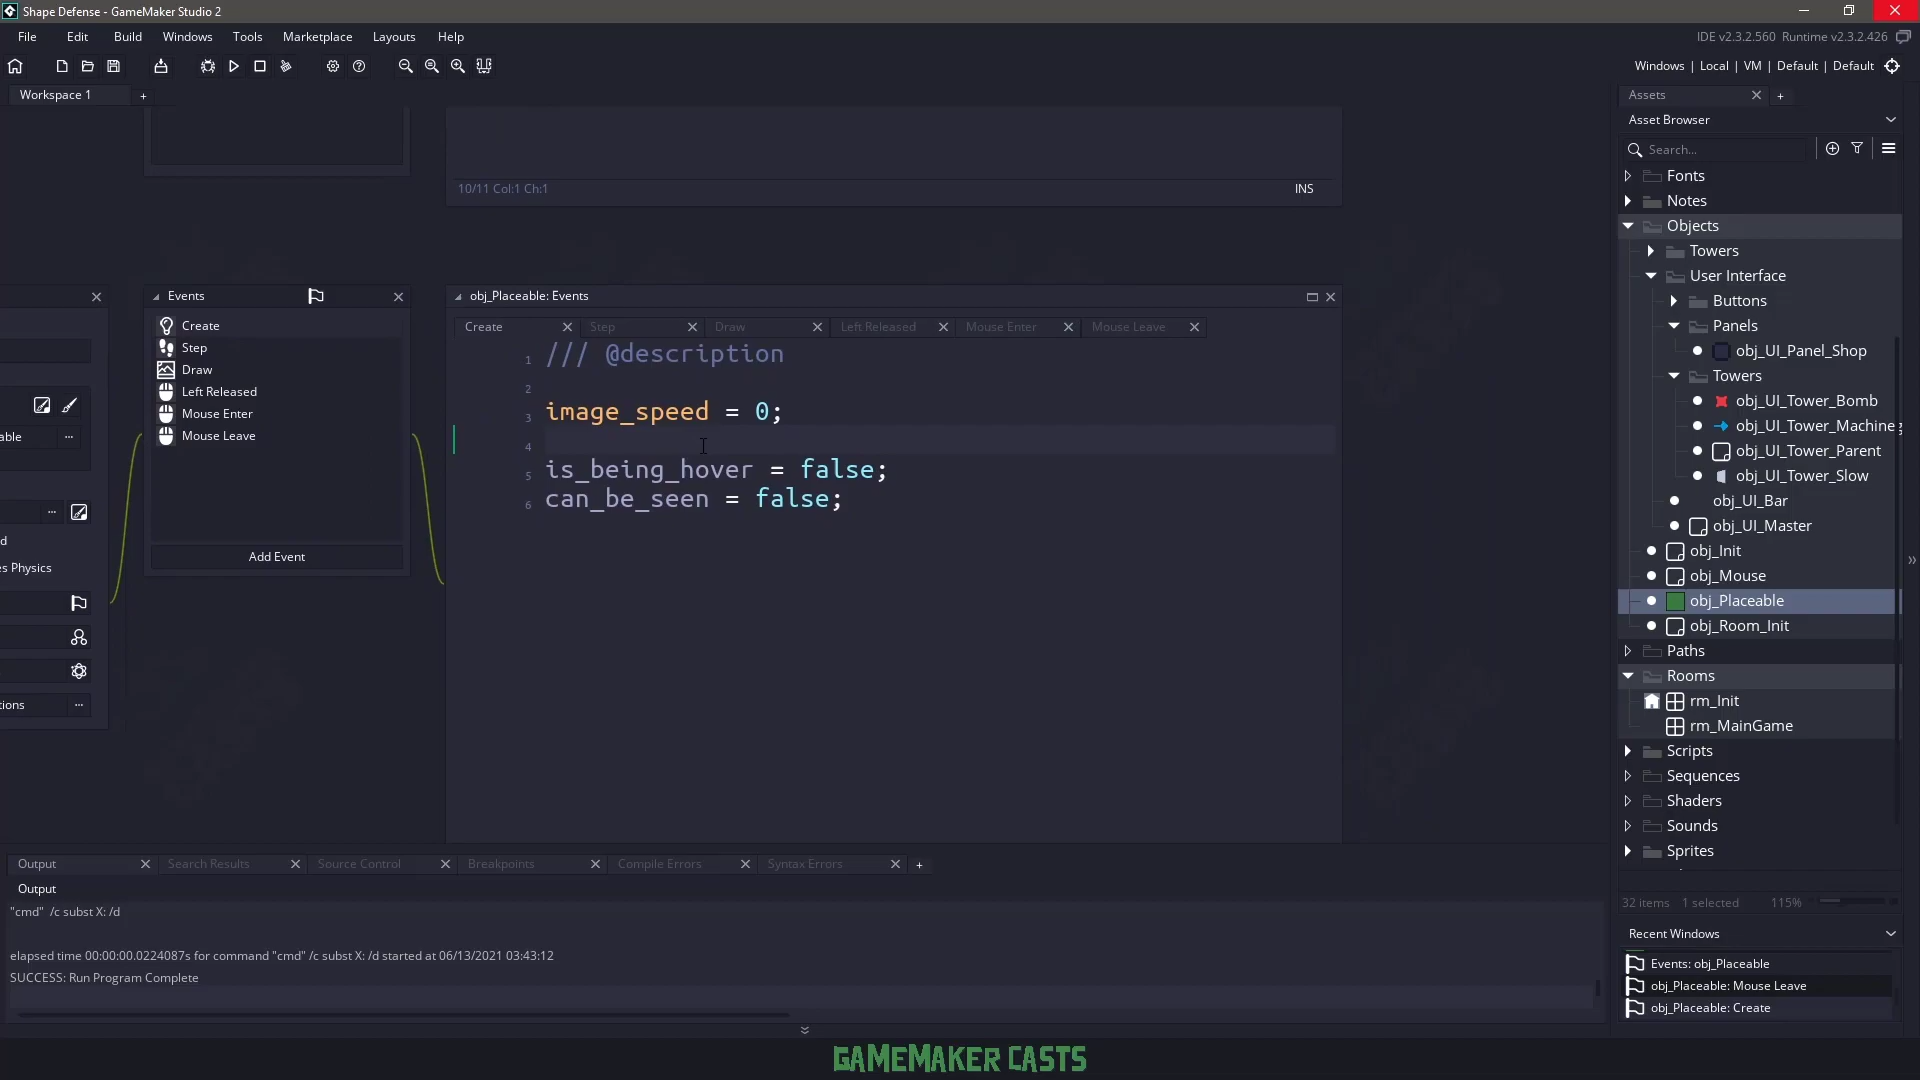 Shape Defense - GameMaker Studio 2
File Edit Build Windows Tools Marketplace Layouts Help
IDE v2.3.2.560 Runtime v2.3.2.426
Windows | Local | VM | Default | Default
Workspace 1 +
10/11 Col:1 Ch:1 INS
able
d
es Physics
tions
Events
Create
Step
Draw
Left Released
Mouse Enter
Mouse Leave
Add Event
obj_Placeable: Events
Create Step Draw Left Released Mouse Enter Mouse Leave
1 /// @description
2
3 image_speed = 0;
4
5 is_being_hover = false;
6 can_be_seen = false;
Assets
Asset Browser
Search...
Fonts
Notes
Objects
Towers
User Interface
Buttons
Panels
obj_UI_Panel_Shop
Towers
obj_UI_Tower_Bomb
obj_UI_Tower_Machine
obj_UI_Tower_Parent
obj_UI_Tower_Slow
obj_UI_Bar
obj_UI_Master
obj_Init
obj_Mouse
obj_Placeable
obj_Room_Init
Paths
Rooms
rm_Init
rm_MainGame
Scripts
Sequences
Shaders
Sounds
Sprites
32 items 1 selected 115%
Recent Windows
Events: obj_Placeable
obj_Placeable: Mouse Leave
obj_Placeable: Create
Output Search Results Source Control Breakpoints Compile Errors Syntax Errors +
Output
"cmd" /c subst X: /d
elapsed time 00:00:00.0224087s for command "cmd" /c subst X: /d started at 06/13/2021 03:43:12
SUCCESS: Run Program Complete
GAMEMAKER CASTS